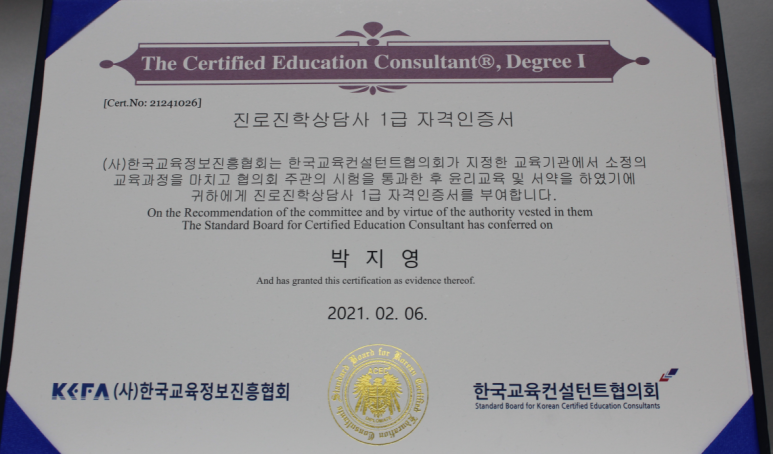 The Certified Education Consultant®, Degree I
[Cert.No: 21241026]
진로진학상담사 1급 자격인증서
(사)한국교육정보진흥협회는 한국교육컨설턴트협의회가 지정한 교육기관에서 소정의
교육과정을 마치고 협의회 주관의 시험을 통과한 후 윤리교육 및 서약을 하였기에
귀하에게 진로진학상담사 1급 자격인증서를 부여합니다.
On the Recommendation of the committee and by virtue of the authority vested in them
The Standard Board for Certified Education Consultant has conferred on
박 지 영
And has granted this certification as evidence thereof.
2021. 02. 06.
KEFA (사)한국교육정보진흥협회
Standard Board for Korean Certified Education Consultants
ACEC
한국교육컨설턴트협의회
Standard Board for Korean Certified Education Consultants